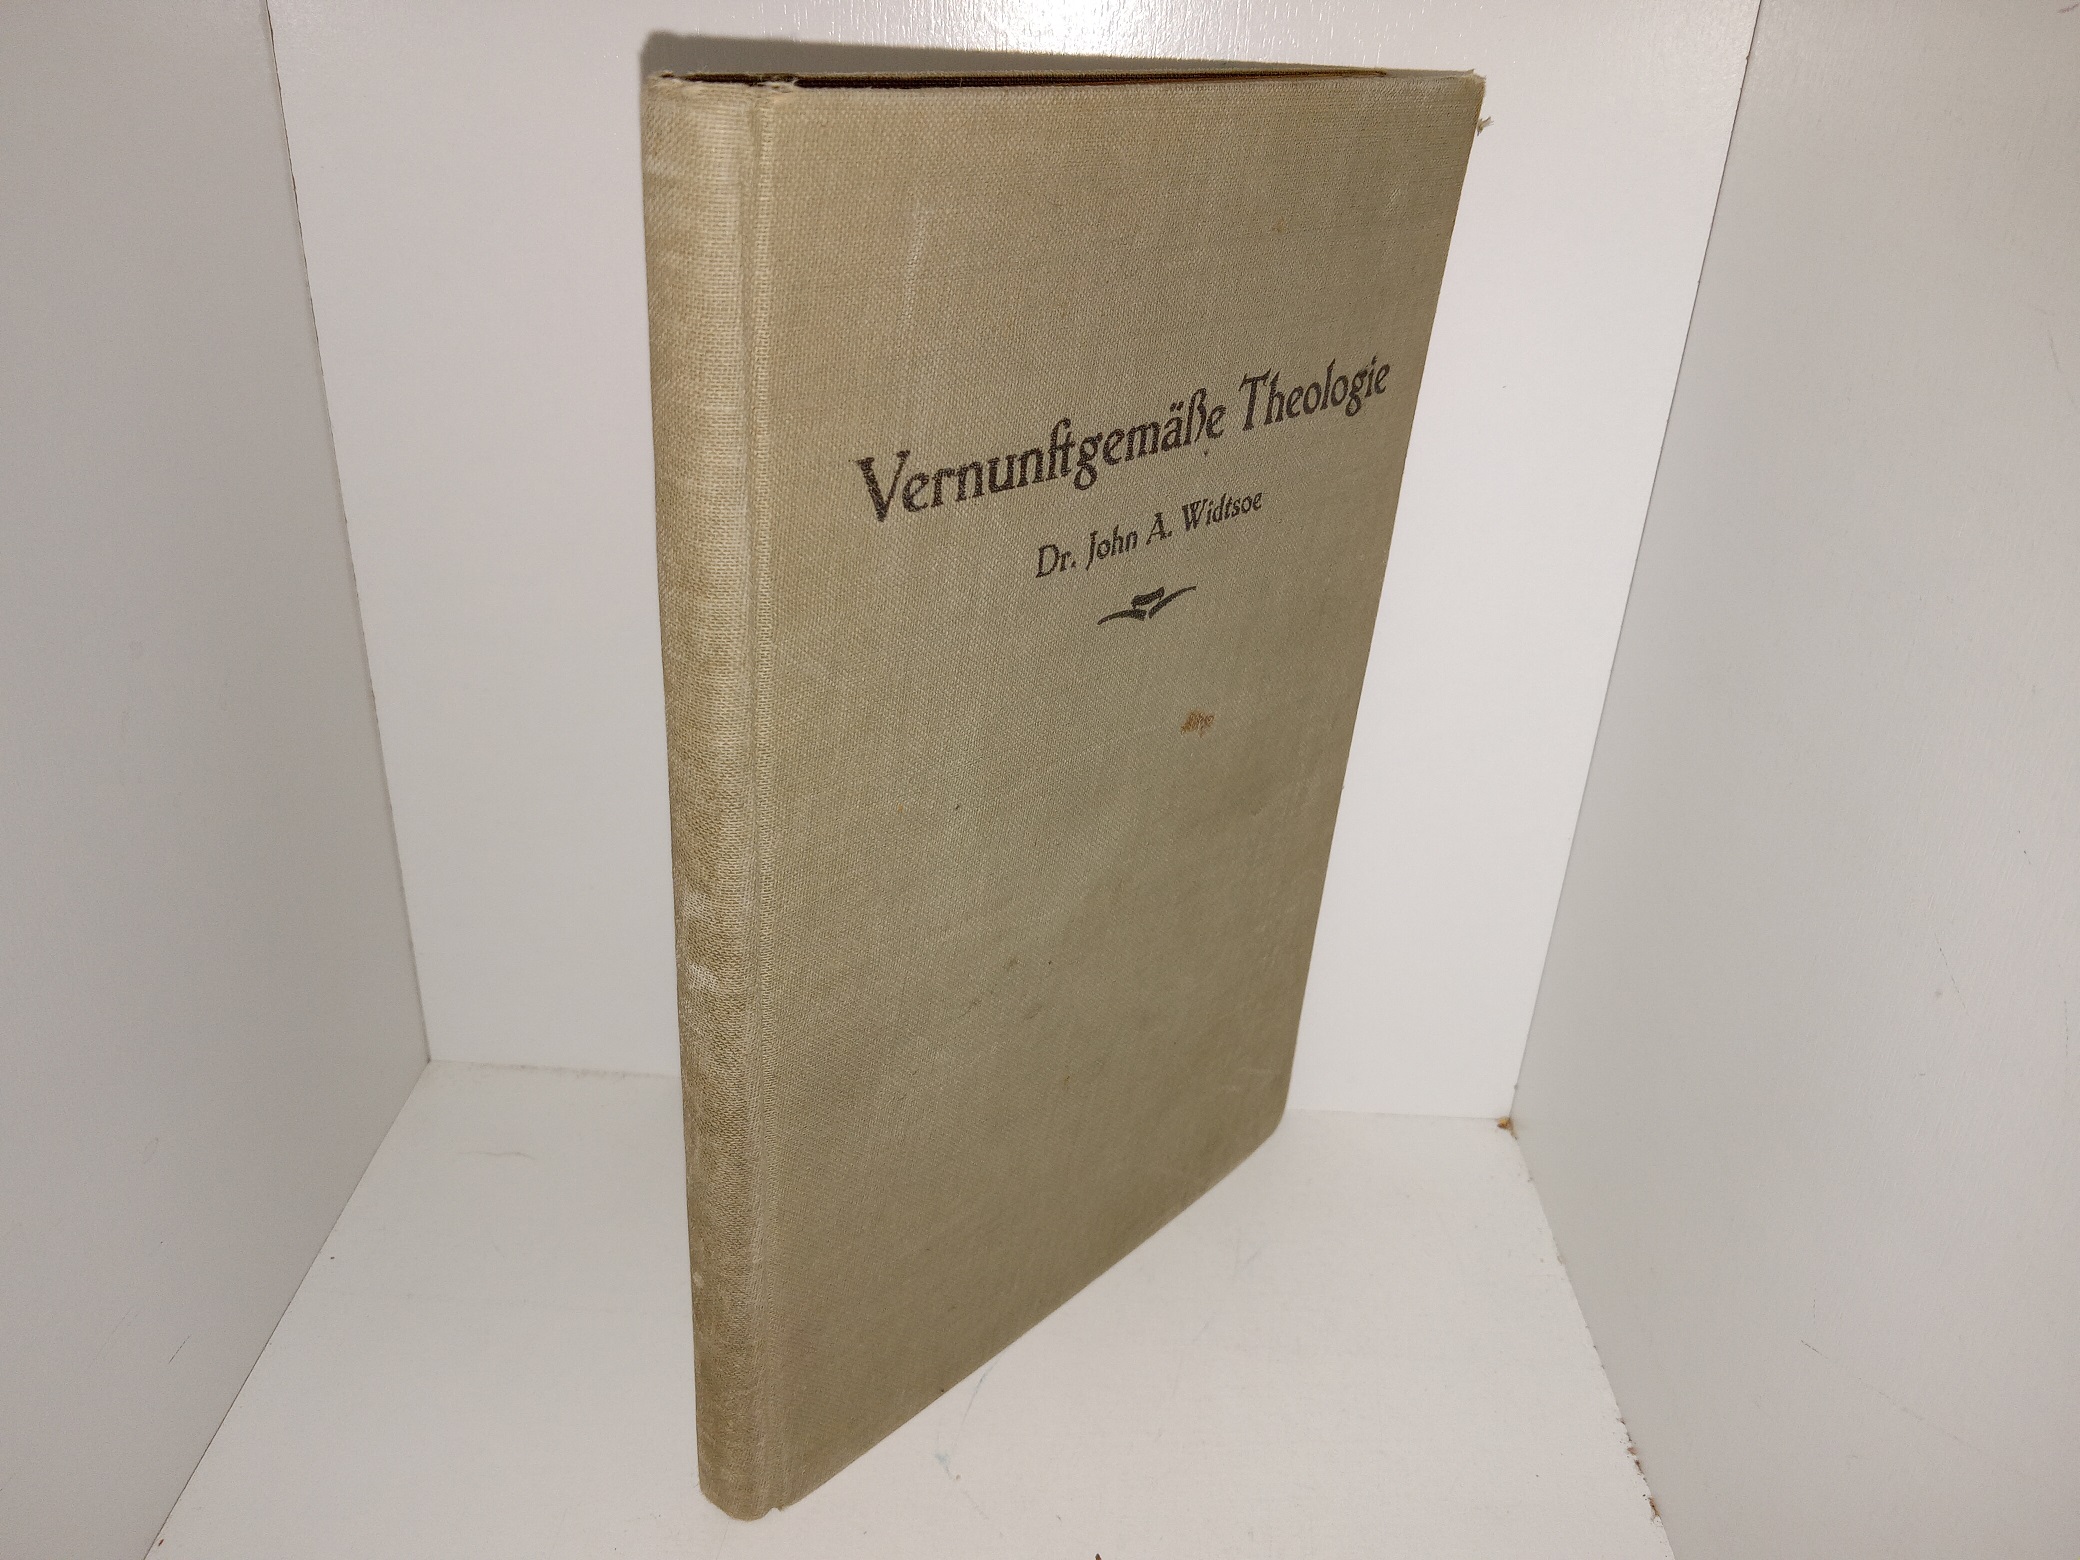 Vernunftgemäße Theologie
Dr. John A. Widtsoe